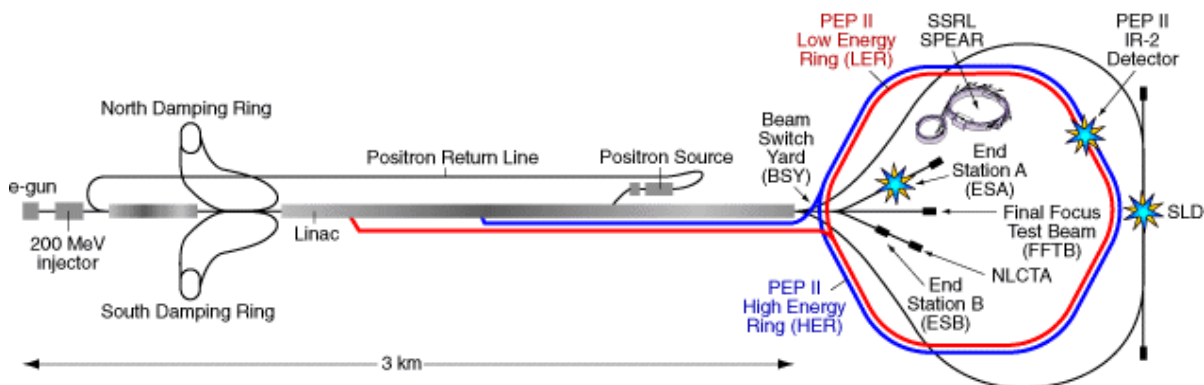 PEP II
Low Energy
Ring (LER)
SSRL
SPEAR
PEP II
IR-2
Detector
North Damping Ring
Positron Return Line
Positron Source
Beam
Switch
Yard
(BSY)
End
Station A
(ESA)
e-gun
200 MeV
injector
Linac
Final Focus
Test Beam
(FFTB)
SLD
NLCTA
South Damping Ring
PEP II
High Energy
Ring (HER)
End
Station B
(ESB)
3 km